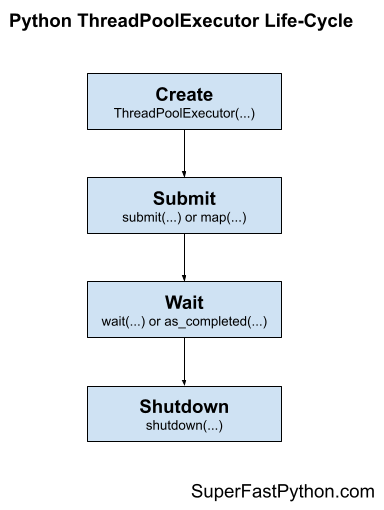 Python ThreadPoolExecutor Life-Cycle
Create
ThreadPoolExecutor(...)
Submit
submit(...) or map(...)
Wait
wait(...) or as_completed(...)
Shutdown
shutdown(...)
SuperFastPython.com